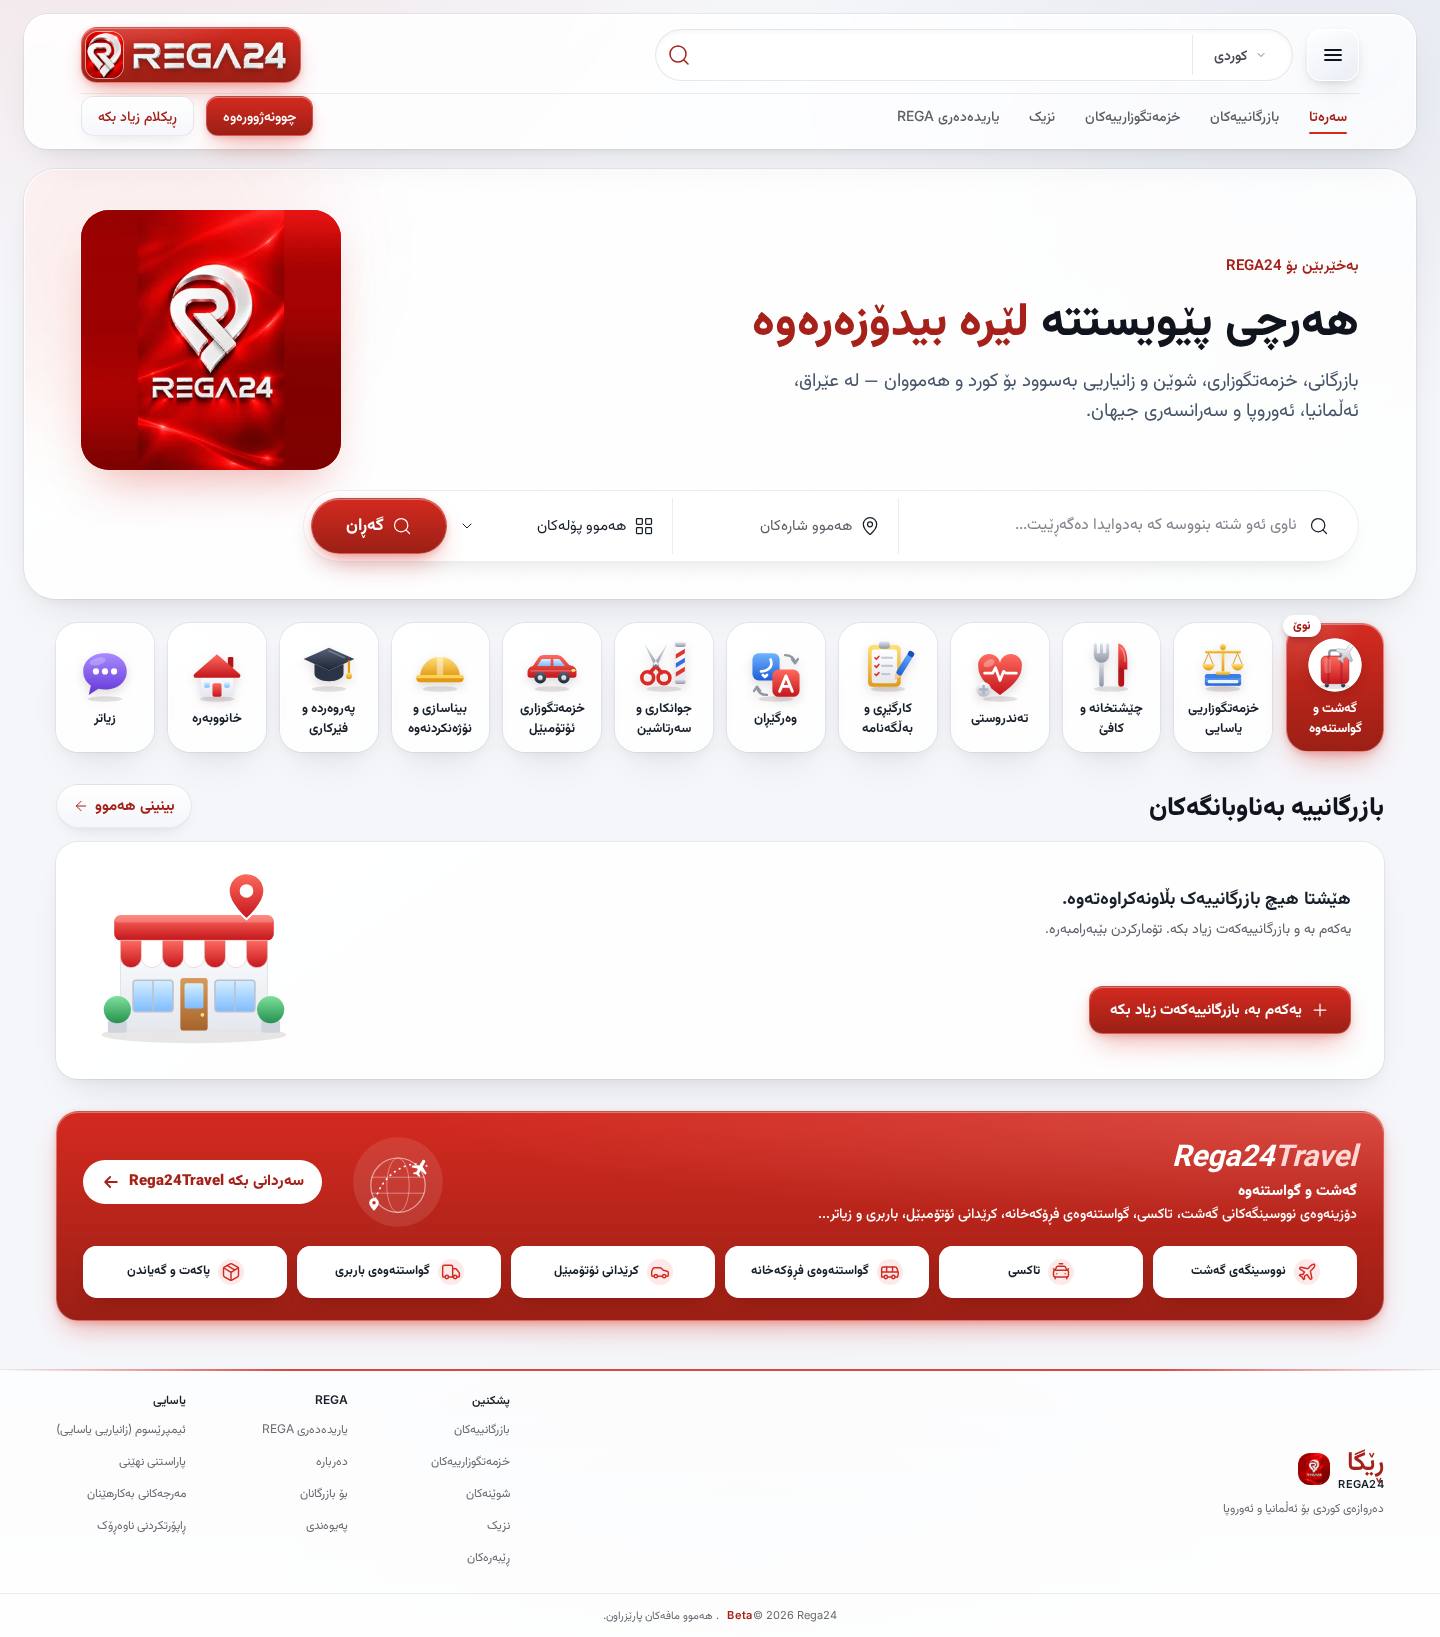 کوردی
REGA24
سەرەتا
بازرگانییەکان
خزمەتگوزارییەکان
نزیک
یاریدەدەری REGA
چوونەژوورەوە
ڕیکلام زیاد بکە
بەخێربێن بۆ REGA24
هەرچی پێویستتە لێرە بیدۆزەرەوە
بازرگانی، خزمەتگوزاری، شوێن و زانیاریی بەسوود بۆ کورد و هەمووان — لە عێراق،
ئەڵمانیا، ئەوروپا و سەرانسەری جیهان.
REGA24
ناوی ئەو شتە بنووسە کە بەدوایدا دەگەڕێیت...
هەموو شارەکان
هەموو پۆلەکان
گەڕان
نوێ
گەشت و
گواستنەوە
خزمەتگوزاریی
یاسایی
چێشتخانە و
کافێ
تەندروستی
کارگێڕی و
بەڵگەنامە
وەرگێڕان
جوانکاری و
سەرتاشین
خزمەتگوزاری
ئۆتۆمبێل
بیناسازی و
نۆژەنکردنەوە
پەروەردە و
فێرکاری
خانووبەرە
زیاتر
بازرگانییە بەناوبانگەکان
بینینی هەموو
هێشتا هیچ بازرگانییەک بڵاونەکراوەتەوە.
یەکەم بە و بازرگانییەکەت زیاد بکە. تۆمارکردن بێبەرامبەرە.
یەکەم بە، بازرگانییەکەت زیاد بکە
Rega24Travel
گەشت و گواستنەوە
دۆزینەوەی نووسینگەکانی گەشت، تاکسی، گواستنەوەی فڕۆکەخانە، کرێدانی ئۆتۆمبێل، باربری و زیاتر...
سەردانی بکە Rega24Travel
نووسینگەی گەشت
تاکسی
گواستنەوەی فڕۆکەخانە
کرێدانی ئۆتۆمبێل
گواستنەوەی باربری
پاکەت و گەیاندن
ڕێگا
REGA24
دەروازەی کوردی بۆ ئەڵمانیا و ئەوروپا
پشکنین
بازرگانییەکان
خزمەتگوزارییەکان
شوێنەکان
نزیک
ڕێبەرەکان
REGA
یاریدەدەری REGA
دەربارە
بۆ بازرگانان
پەیوەندی
یاسایی
ئیمپرێسوم (زانیاریی یاسایی)
پاراستنی نهێنی
مەرجەکانی بەکارهێنان
ڕاپۆرتکردنی ناوەڕۆک
© 2026 Rega24 Beta . هەموو مافەکان پارێزراون.